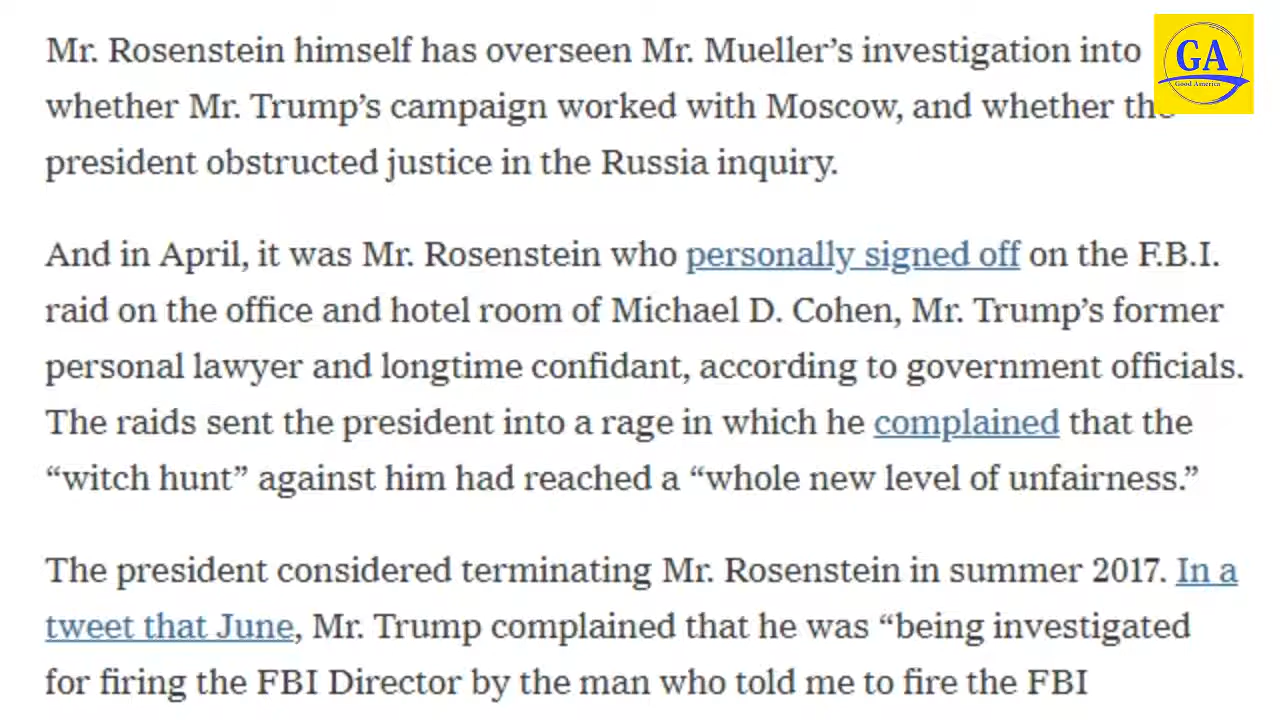 Mr. Rosenstein himself has overseen Mr. Mueller’s investigation into
whether Mr. Trump’s campaign worked with Moscow, and whether the
president obstructed justice in the Russia inquiry.
And in April, it was Mr. Rosenstein who personally signed off on the F.B.I.
raid on the office and hotel room of Michael D. Cohen, Mr. Trump’s former
personal lawyer and longtime confidant, according to government officials.
The raids sent the president into a rage in which he complained that the
“witch hunt” against him had reached a “whole new level of unfairness.”
The president considered terminating Mr. Rosenstein in summer 2017. In a
tweet that June, Mr. Trump complained that he was “being investigated
for firing the FBI Director by the man who told me to fire the FBI
GA
Good America